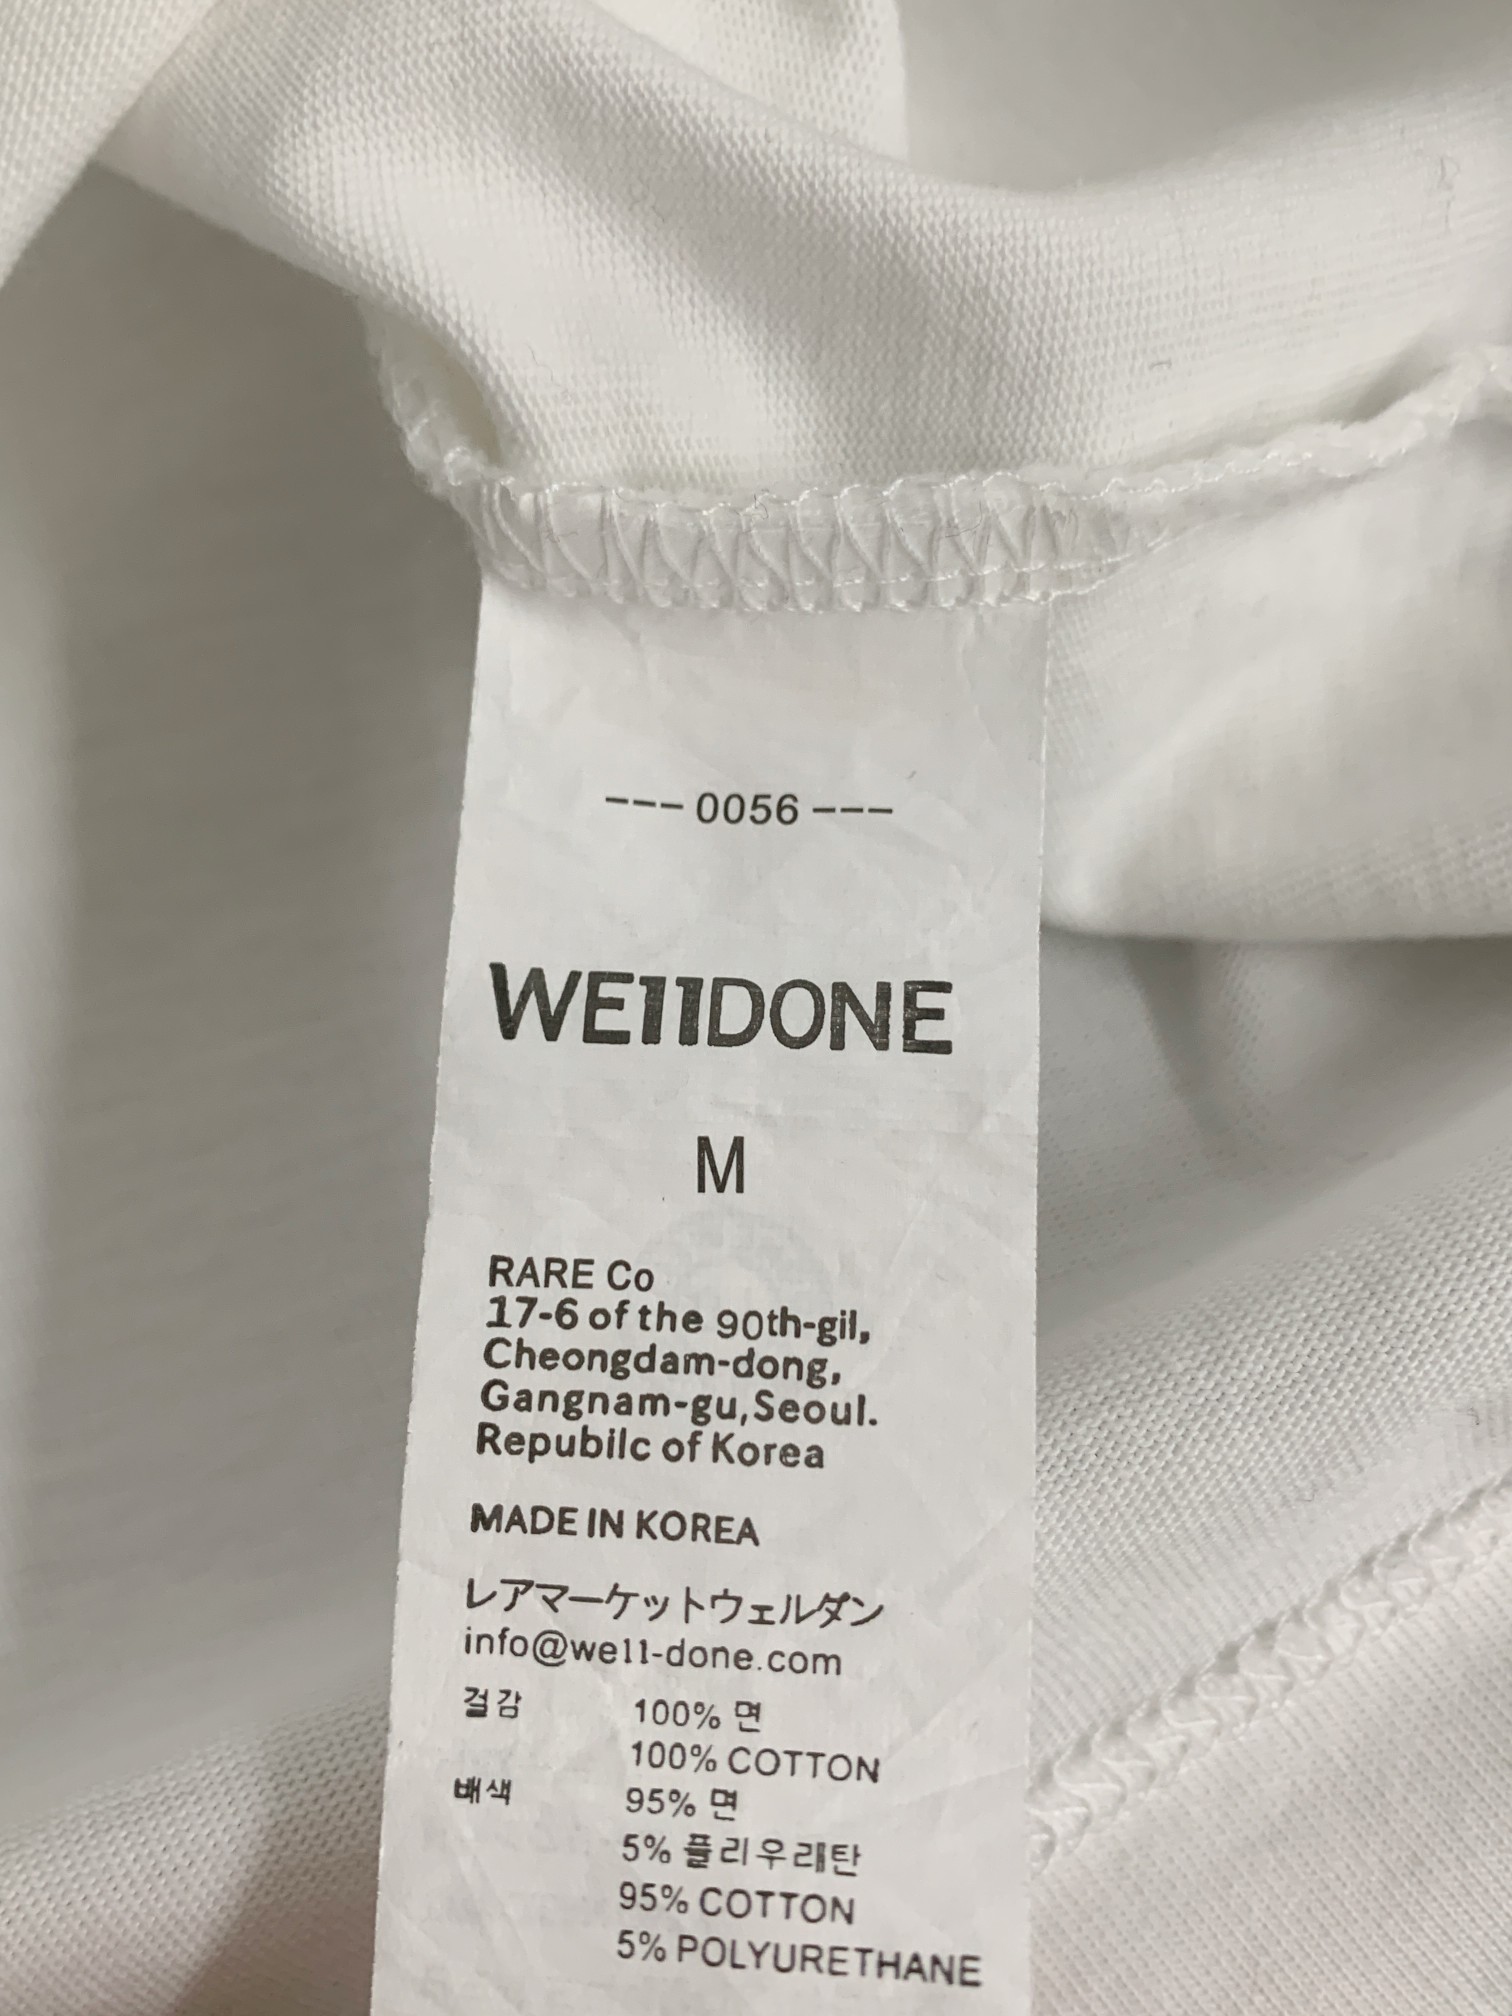 --- 0056 ---
WE11DONE
M
RARE Co
17-6 of the 90th-gil,
Cheongdam-dong,
Gangnam-gu,Seoul.
Repubilc of Korea
MADE IN KOREA
レアマーケットウェルダン
info@we11-done.com
걸감 100% 면
100% COTTON
배색 95% 면
5% 플리우래탄
95% COTTON
5% POLYURETHANE